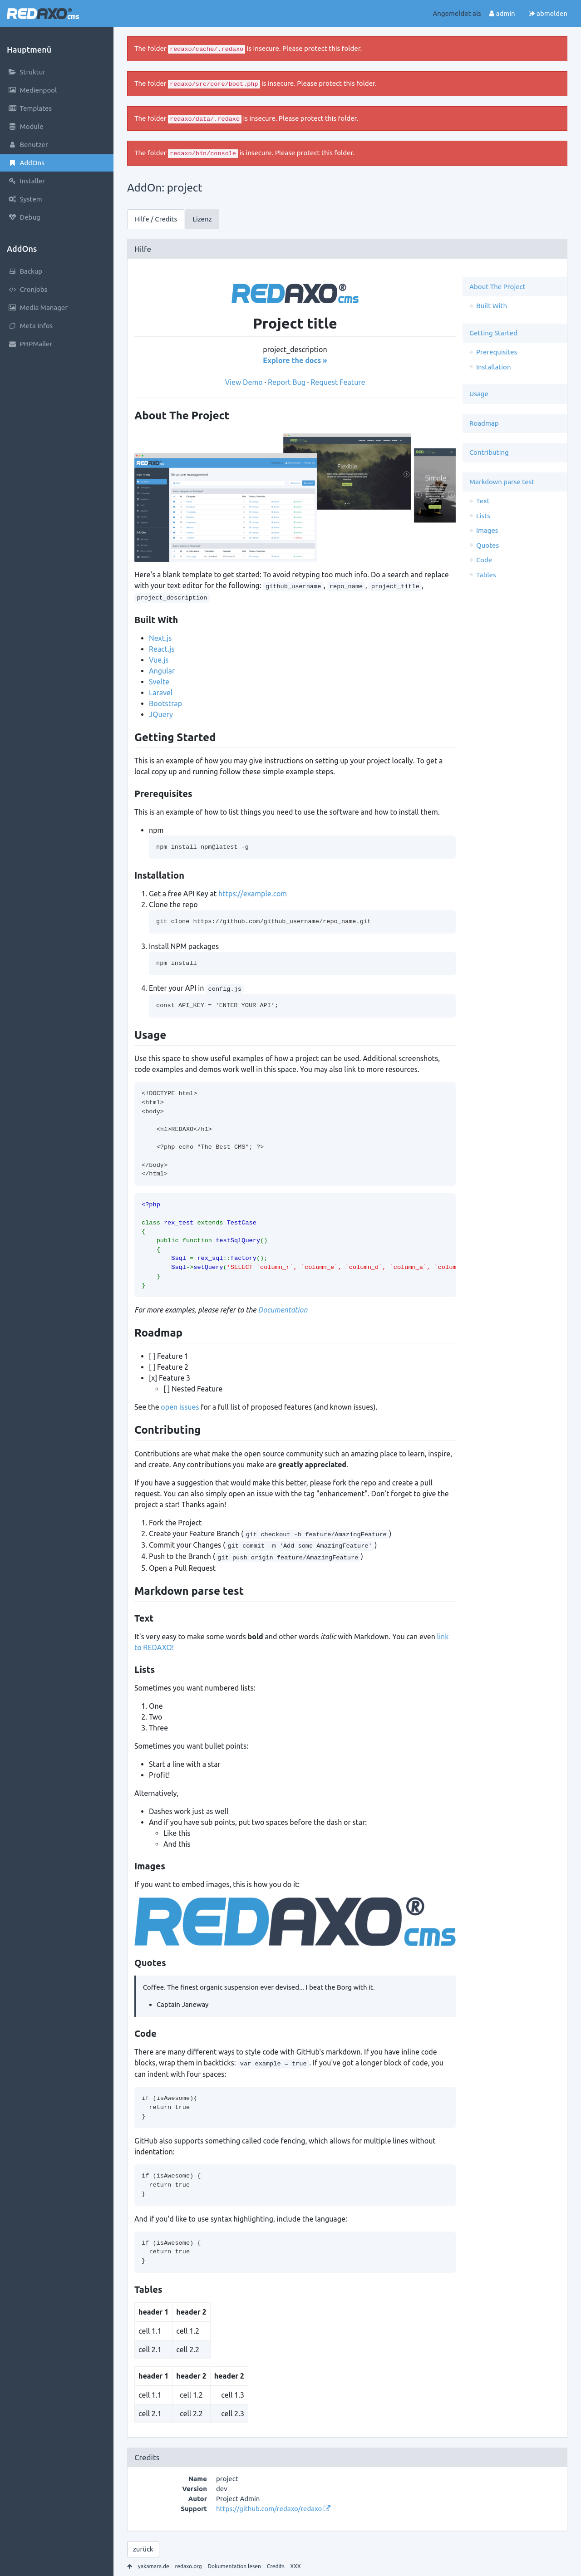 REDAXO cms
Angemeldet als admin abmelden
Hauptmenü
Struktur
Medienpool
Templates
Module
Benutzer
AddOns
Installer
System
Debug
AddOns
Backup
Cronjobs
Media Manager
Meta Infos
PHPMailer
The folder redaxo/cache/.redaxo is insecure. Please protect this folder.
The folder redaxo/src/core/boot.php is insecure. Please protect this folder.
The folder redaxo/data/.redaxo is insecure. Please protect this folder.
The folder redaxo/bin/console is insecure. Please protect this folder.
AddOn: project
Hilfe / Credits Lizenz
Hilfe
REDAXO® cms
Project title
project_description
Explore the docs »
View Demo · Report Bug · Request Feature
About The Project
Structure management
Flexible
Simple
Here's a blank template to get started: To avoid retyping too much info. Do a search and replace
with your text editor for the following: github_username, repo_name, project_title,
project_description
Built With
• Next.js
• React.js
• Vue.js
• Angular
• Svelte
• Laravel
• Bootstrap
• JQuery
Getting Started
This is an example of how you may give instructions on setting up your project locally. To get a
local copy up and running follow these simple example steps.
Prerequisites
This is an example of how to list things you need to use the software and how to install them.
• npm
npm install npm@latest -g
Installation
1. Get a free API Key at https://example.com
2. Clone the repo
git clone https://github.com/github_username/repo_name.git
3. Install NPM packages
npm install
4. Enter your API in config.js
const API_KEY = 'ENTER YOUR API';
Usage
Use this space to show useful examples of how a project can be used. Additional screenshots,
code examples and demos work well in this space. You may also link to more resources.
<!DOCTYPE html>
<html>
<body>
<h1>REDAXO</h1>
<?php echo "The Best CMS"; ?>
</body>
</html>
<?php
class rex_test extends TestCase
{
public function testSqlQuery()
{
$sql = rex_sql::factory();
$sql->setQuery('SELECT `column_r`, `column_e`, `column_d`, `column_a`, `colum
}
}
For more examples, please refer to the Documentation
Roadmap
• [ ] Feature 1
• [ ] Feature 2
• [x] Feature 3
◦ [ ] Nested Feature
See the open issues for a full list of proposed features (and known issues).
Contributing
Contributions are what make the open source community such an amazing place to learn, inspire,
and create. Any contributions you make are greatly appreciated.
If you have a suggestion that would make this better, please fork the repo and create a pull
request. You can also simply open an issue with the tag "enhancement". Don't forget to give the
project a star! Thanks again!
1. Fork the Project
2. Create your Feature Branch (git checkout -b feature/AmazingFeature)
3. Commit your Changes (git commit -m 'Add some AmazingFeature')
4. Push to the Branch (git push origin feature/AmazingFeature)
5. Open a Pull Request
Markdown parse test
Text
It's very easy to make some words bold and other words italic with Markdown. You can even link
to REDAXO!
Lists
Sometimes you want numbered lists:
1. One
2. Two
3. Three
Sometimes you want bullet points:
• Start a line with a star
• Profit!
Alternatively,
• Dashes work just as well
• And if you have sub points, put two spaces before the dash or star:
◦ Like this
◦ And this
Images
If you want to embed images, this is how you do it:
REDAXO® cms
Quotes
Coffee. The finest organic suspension ever devised... I beat the Borg with it.
• Captain Janeway
Code
There are many different ways to style code with GitHub's markdown. If you have inline code
blocks, wrap them in backticks: var example = true. If you've got a longer block of code, you
can indent with four spaces:
if (isAwesome){
return true
}
GitHub also supports something called code fencing, which allows for multiple lines without
indentation:
if (isAwesome) {
return true
}
And if you'd like to use syntax highlighting, include the language:
if (isAwesome) {
return true
}
Tables
header 1 header 2
cell 1.1 cell 1.2
cell 2.1 cell 2.2
header 1 header 2 header 2
cell 1.1 cell 1.2 cell 1.3
cell 2.1 cell 2.2 cell 2.3
About The Project
Built With
Getting Started
Prerequisites
Installation
Usage
Roadmap
Contributing
Markdown parse test
Text
Lists
Images
Quotes
Code
Tables
Credits
Name project
Version dev
Autor Project Admin
Support https://github.com/redaxo/redaxo
zurück
yakamara.de redaxo.org Dokumentation lesen Credits XXX